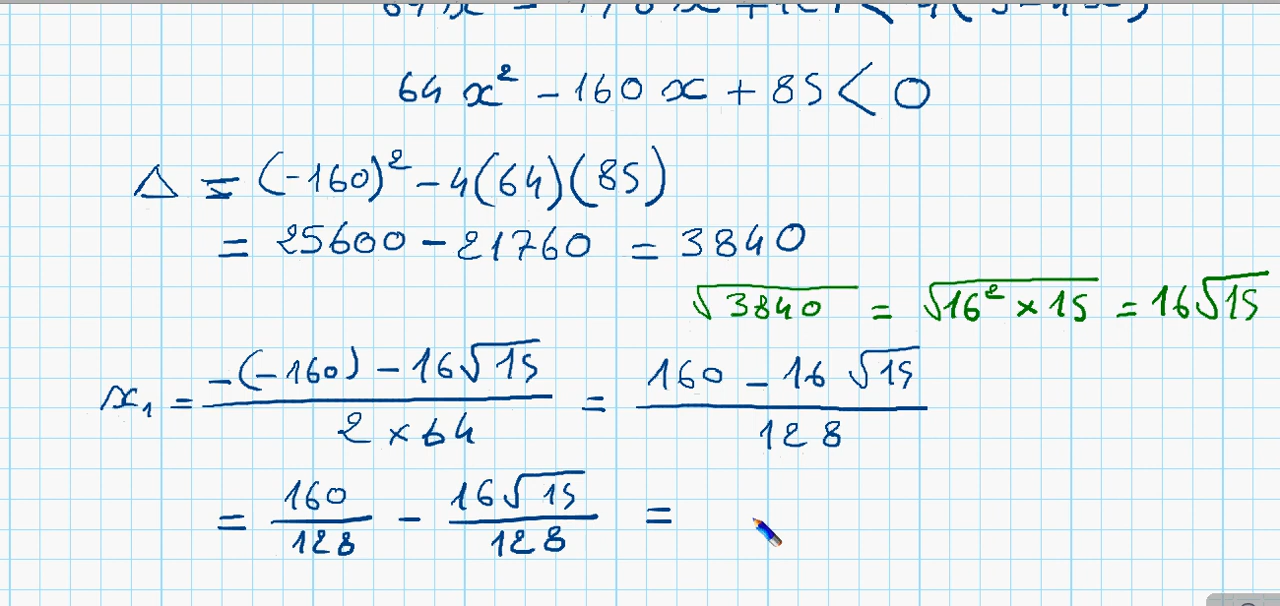 64x² - 160x + 85 < 0
Δ = (-160)² - 4(64)(85)
= 25600 - 21760 = 3840
√3840 = √16² × 15 = 16√15
x₁ = -(-160) - 16√15 / 2 × 64 = 160 - 16√15 / 128
= 160/128 - 16√15/128 =